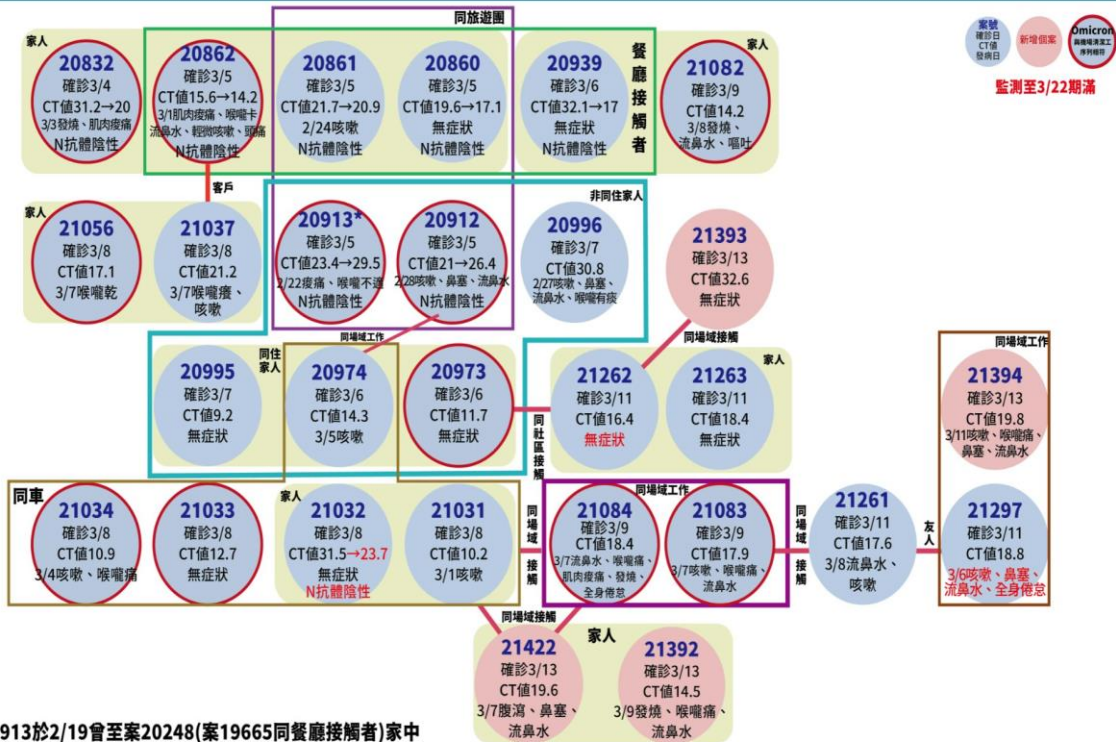 同旅遊團
案號
確診日
CT值
發病日
新增個案
Omicron
與機場清潔工
序列相符
監測至3/22期滿
家人
20832
確診3/4
CT值31.2→20
3/3發燒、肌肉痠痛
N抗體陰性
20862
確診3/5
CT值15.6→14.2
3/1肌肉痠痛、喉嚨卡
流鼻水、輕微咳嗽、頭痛
N抗體陰性
20861
確診3/5
CT值21.7→20.9
2/24咳嗽
N抗體陰性
20860
確診3/5
CT值19.6→17.1
無症狀
N抗體陰性
20939
確診3/6
CT值32.1→17
無症狀
N抗體陰性
餐廳接觸者
家人
21082
確診3/9
CT值14.2
3/8發燒、
流鼻水、嘔吐
客戶
家人
21056
確診3/8
CT值17.1
3/7喉嚨乾
21037
確診3/8
CT值21.2
3/7喉嚨癢、
咳嗽
20913*
確診3/5
CT值23.4→29.5
2/22痠痛、喉嚨不適
N抗體陰性
20912
確診3/5
CT值21→26.4
2/28咳嗽、鼻塞、流鼻水
N抗體陰性
非同住家人
20996
確診3/7
CT值30.8
2/27咳嗽、鼻塞、
流鼻水、喉嚨有痰
21393
確診3/13
CT值32.6
無症狀
同場域工作
同場域接觸
20995
確診3/7
CT值9.2
無症狀
同住
家人
20974
確診3/6
CT值14.3
3/5咳嗽
20973
確診3/6
CT值11.7
無症狀
同社區接觸
21262
確診3/11
CT值16.4
無症狀
家人
21263
確診3/11
CT值18.4
無症狀
同場域工作
21394
確診3/13
CT值19.8
3/11咳嗽、喉嚨痛、
鼻塞、流鼻水
同車
21034
確診3/8
CT值10.9
3/4咳嗽、喉嚨痛
21033
確診3/8
CT值12.7
無症狀
家人
21032
確診3/8
CT值31.5→23.7
無症狀
N抗體陰性
21031
確診3/8
CT值10.2
3/1咳嗽
同場域接觸
同場域工作
21084
確診3/9
CT值18.4
3/7流鼻水、喉嚨痛、
肌肉痠痛、發燒、
全身倦怠
21083
確診3/9
CT值17.9
3/7咳嗽、喉嚨痛、
流鼻水
同場域接觸
21261
確診3/11
CT值17.6
3/8流鼻水、
咳嗽
友人
21297
確診3/11
CT值18.8
3/6咳嗽、鼻塞、
流鼻水、全身倦怠
同場域接觸
家人
21422
確診3/13
CT值19.6
3/7腹瀉、鼻塞、
流鼻水
21392
確診3/13
CT值14.5
3/9發燒、喉嚨痛、
流鼻水
913於2/19曾至案20248(案19665同餐廳接觸者)家中